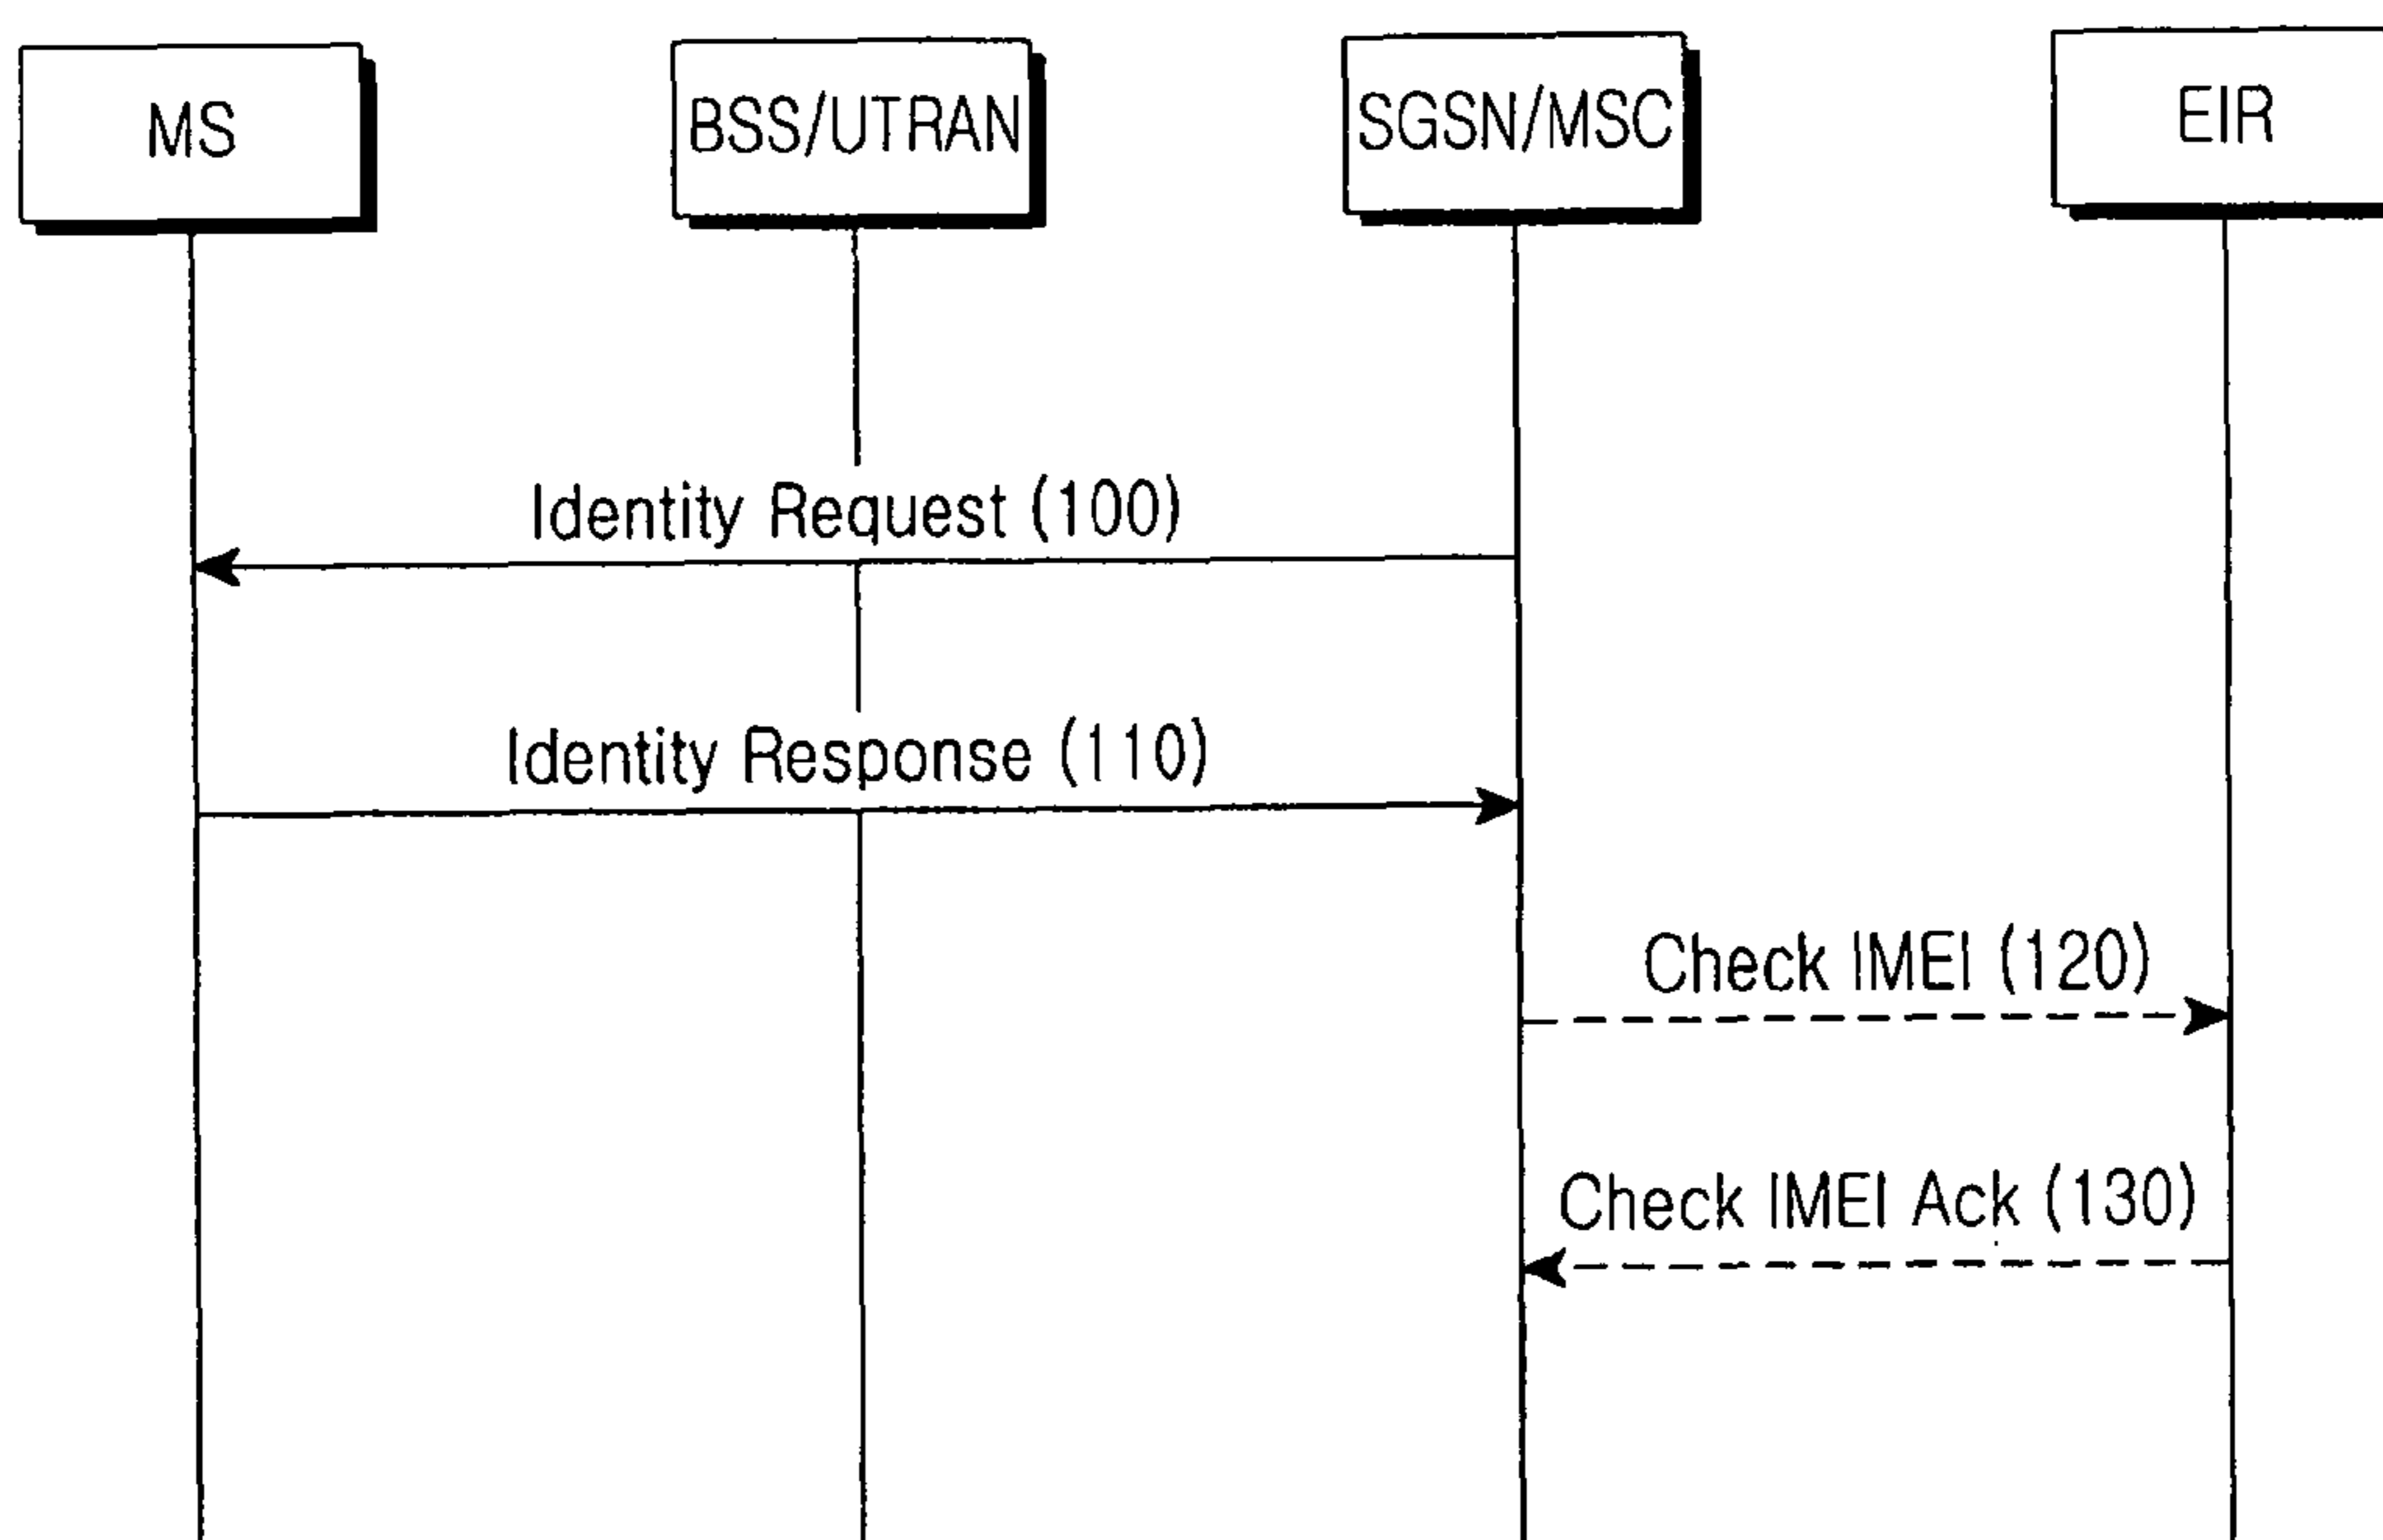 MS
BSS/UTRAN
SGSN/MSC
EIR
Identity Request (100)
Identity Response (110)
Check IMEI (120)
Check IMEI Ack (130)